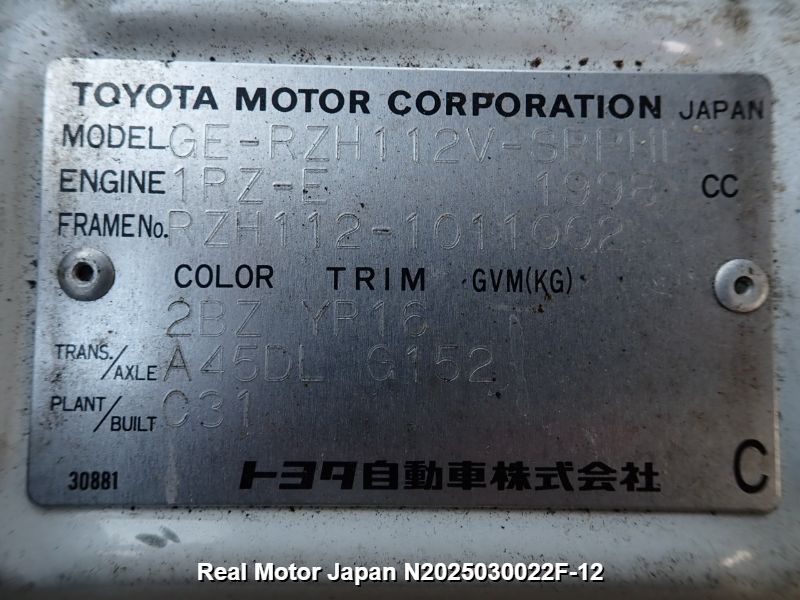 TOYOTA MOTOR CORPORATION JAPAN
MODEL GE-RZH112V-SRPMI
ENGINE 1RZ-E 1998 CC
FRAME No. RZH112-1011002
COLOR TRIM GVM(KG)
2BZ YP16
TRANS./AXLE A45DL G152
PLANT/BUILT C31
30881 トヨタ自動車株式会社 C
Real Motor Japan N2025030022F-12